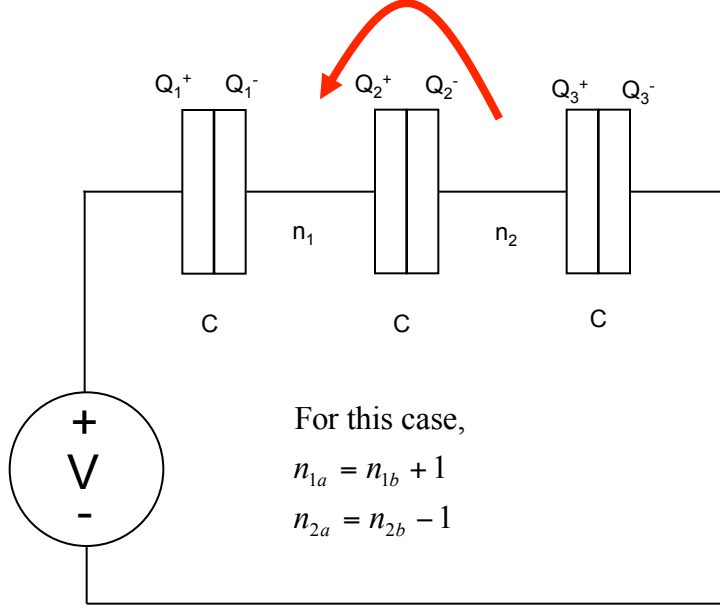 Q₁⁺ Q₁⁻ Q₂⁺ Q₂⁻ Q₃⁺ Q₃⁻
n₁ n₂
C C C
+
V
-
For this case,
n₁ₐ = n₁b + 1
n₂ₐ = n₂b − 1